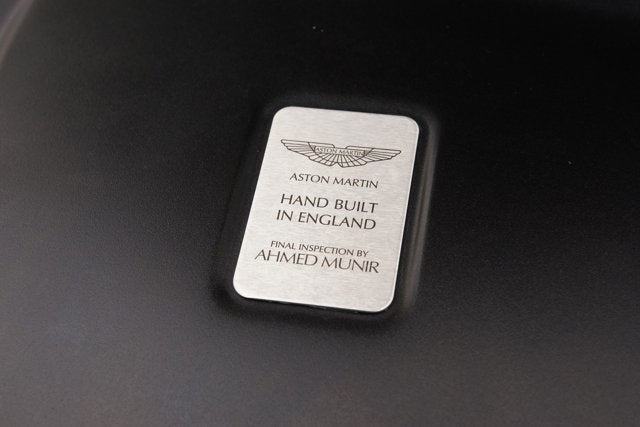 ASTON MARTIN
ASTON MARTIN
HAND BUILT
IN ENGLAND
FINAL INSPECTION BY
AHMED MUNIR